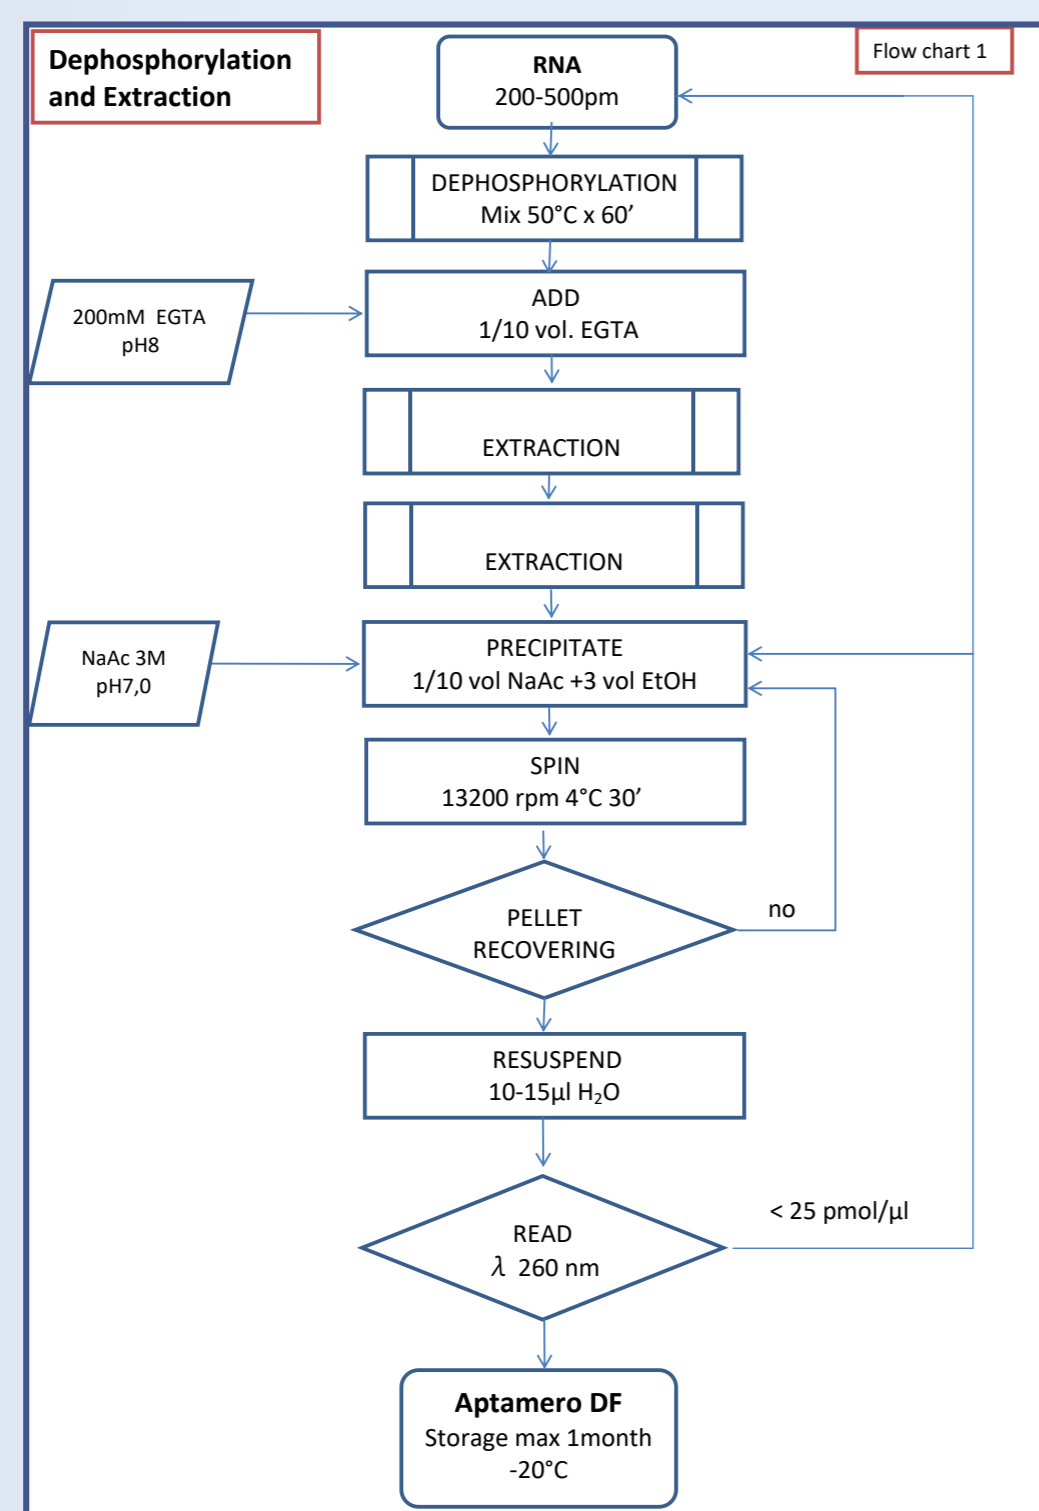 Dephosphorylation
and Extraction
Flow chart 1
RNA
200-500pm
DEPHOSPHORYLATION
Mix 50°C x 60’
200mM EGTA
pH8
ADD
1/10 vol. EGTA
EXTRACTION
EXTRACTION
NaAc 3M
pH7,0
PRECIPITATE
1/10 vol NaAc +3 vol EtOH
SPIN
13200 rpm 4°C 30’
PELLET
RECOVERING
no
RESUSPEND
10-15µl H₂O
< 25 pmol/µl
READ
λ 260 nm
Aptamero DF
Storage max 1month
-20°C